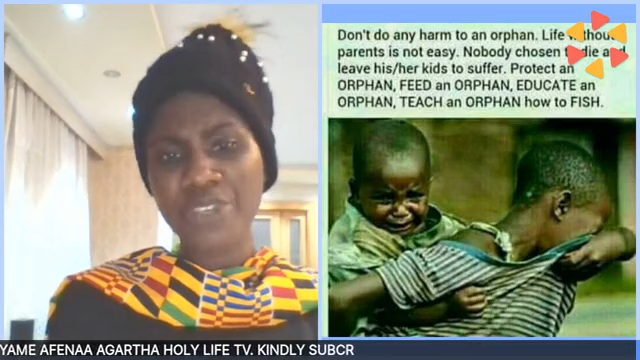 Don't do any harm to an orphan. Life without
parents is not easy. Nobody chosen to die and
leave his/her kids to suffer. Protect an
ORPHAN, FEED an ORPHAN, EDUCATE an
ORPHAN, TEACH an ORPHAN how to FISH.
YAME AFENAA AGARTHA HOLY LIFE TV. KINDLY SUBCR